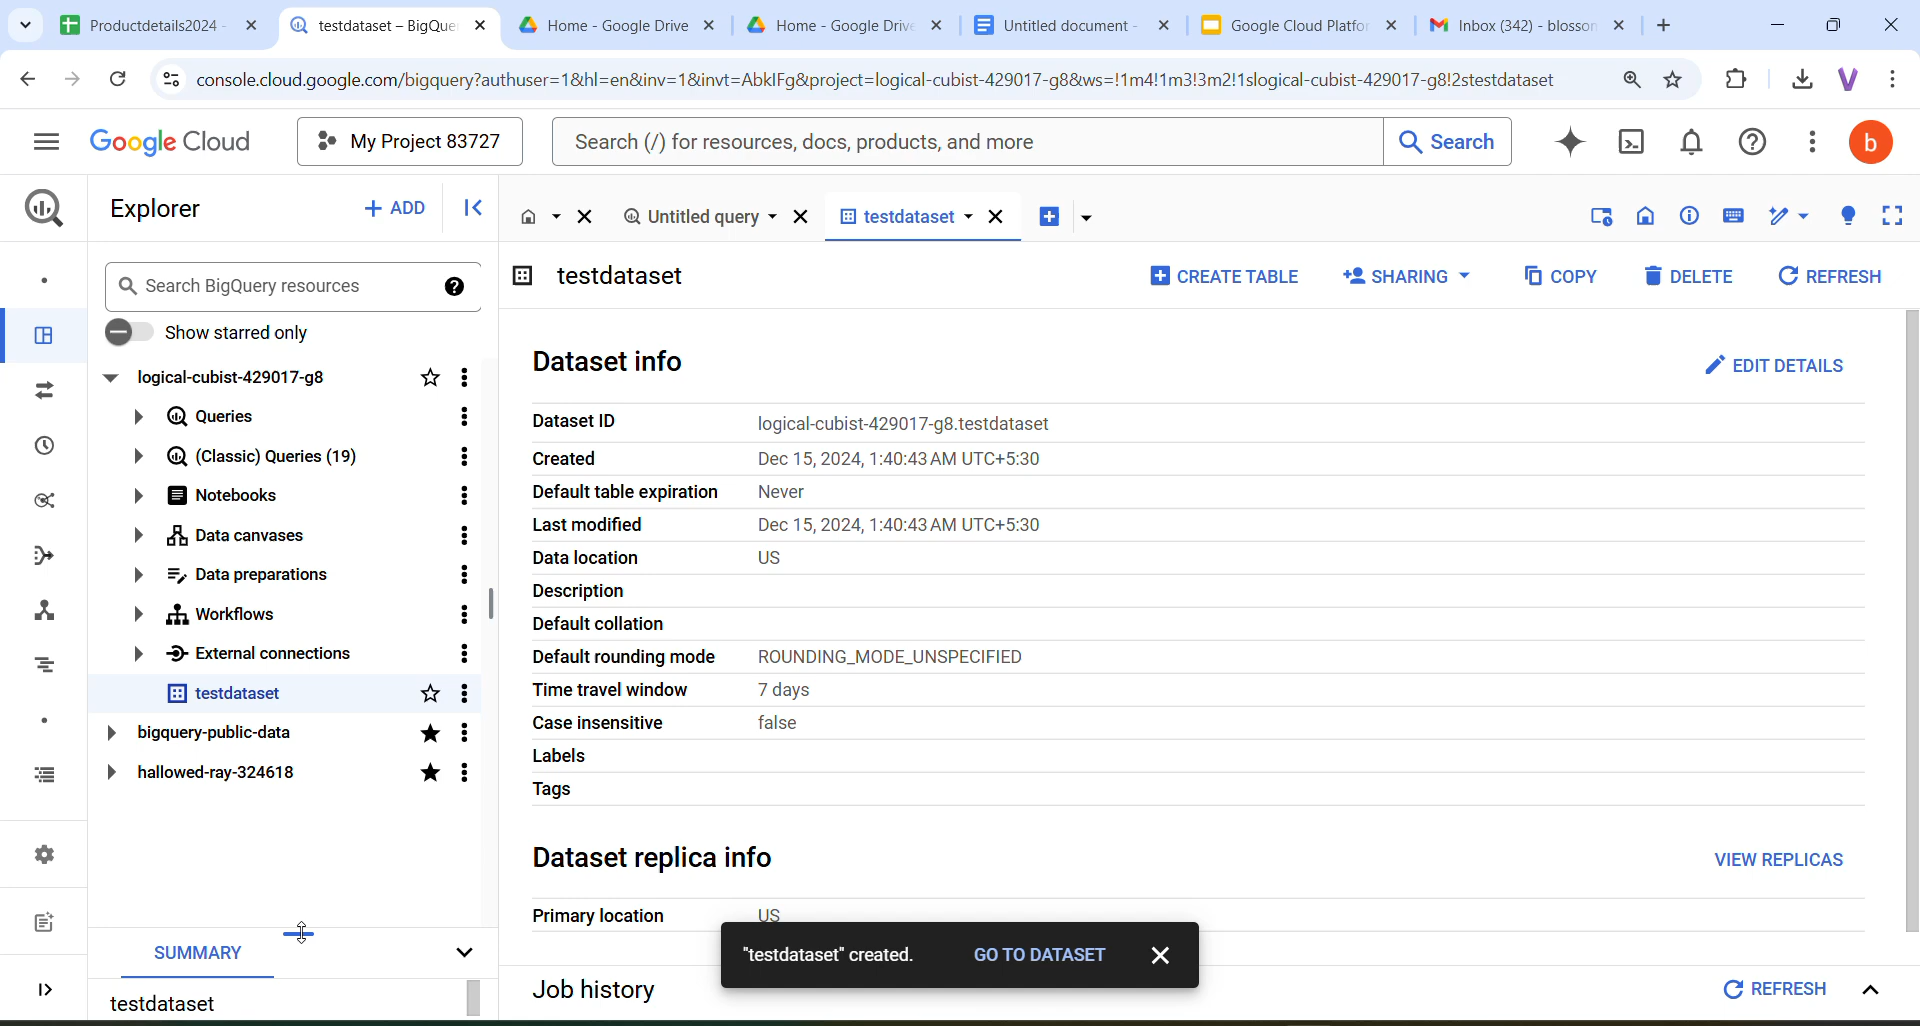 Productdetails2024 -
testdataset – BigQue
Home - Google Drive
Home - Google Drive
Untitled document -
Google Cloud Platfor
Inbox (342) - blosson
console.cloud.google.com/bigquery?authuser=1&hl=en&inv=1&invt=AbklFg&project=logical-cubist-429017-g8&ws=!1m4!1m3!3m2!1slogical-cubist-429017-g8!2stestdataset
V
Google Cloud
My Project 83727
Search (/) for resources, docs, products, and more
Search
b
Explorer
+ ADD
Untitled query
testdataset
Search BigQuery resources
testdataset
CREATE TABLE
SHARING
COPY
DELETE
REFRESH
Show starred only
logical-cubist-429017-g8
Queries
(Classic) Queries (19)
Notebooks
Data canvases
Data preparations
Workflows
External connections
testdataset
bigquery-public-data
hallowed-ray-324618
SUMMARY
testdataset
Dataset info
EDIT DETAILS
Dataset ID logical-cubist-429017-g8.testdataset
Created Dec 15, 2024, 1:40:43 AM UTC+5:30
Default table expiration Never
Last modified Dec 15, 2024, 1:40:43 AM UTC+5:30
Data location US
Description
Default collation
Default rounding mode ROUNDING_MODE_UNSPECIFIED
Time travel window 7 days
Case insensitive false
Labels
Tags
Dataset replica info
VIEW REPLICAS
Primary location US
"testdataset" created.
GO TO DATASET
Job history
REFRESH